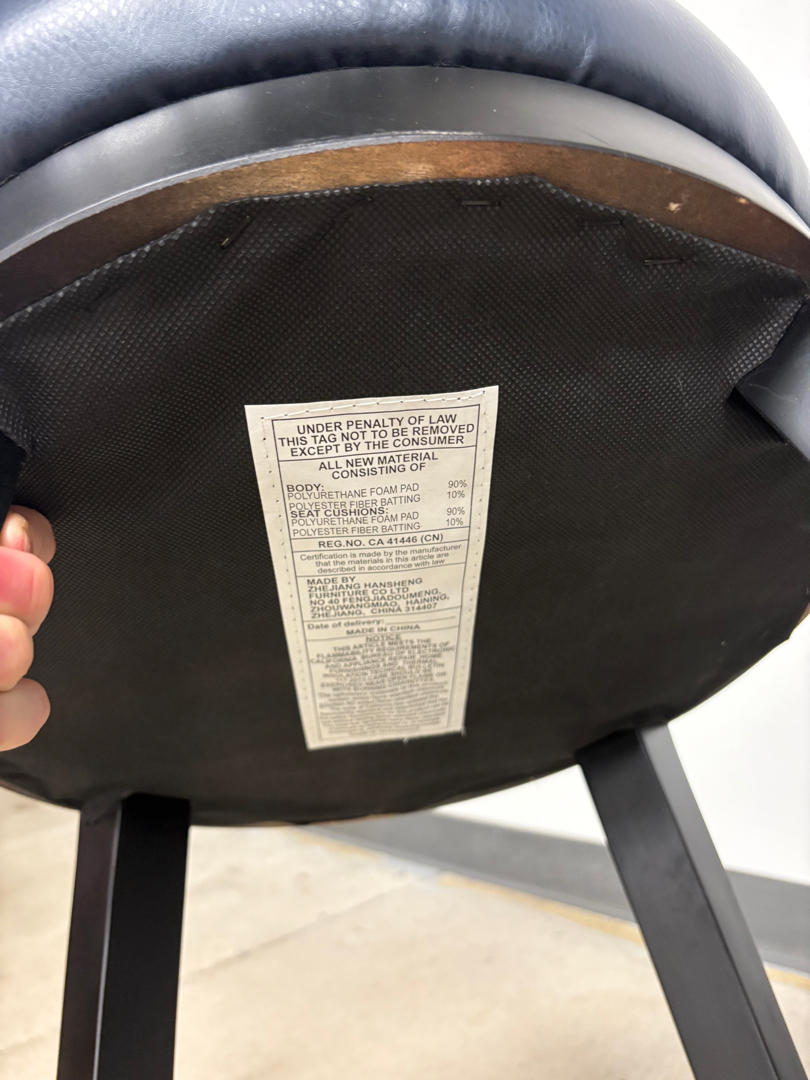 UNDER PENALTY OF LAW
THIS TAG NOT TO BE REMOVED
EXCEPT BY THE CONSUMER
ALL NEW MATERIAL
CONSISTING OF
BODY:
POLYURETHANE FOAM PAD 90%
POLYESTER FIBER BATTING 10%
SEAT CUSHIONS:
POLYURETHANE FOAM PAD 90%
POLYESTER FIBER BATTING 10%
REG.NO. CA 41446 (CN)
Certification is made by the manufacturer
that the materials in this article are
described in accordance with law
MADE BY
ZHEJIANG HANSHENG
FURNITURE CO LTD
NO 40 FENGJIADOUMENG,
ZHOUWANGMIAO, HAINING,
ZHEJIANG, CHINA 314407
Date of delivery:
MADE IN CHINA
NOTICE
THIS ARTICLE MEETS THE
FLAMMABILITY REQUIREMENTS OF
CALIFORNIA BUREAU OF ELECTRONIC
AND APPLIANCE REPAIR, HOME
FURNISHINGS AND THERMAL
INSULATION TECHNICAL BULLETIN